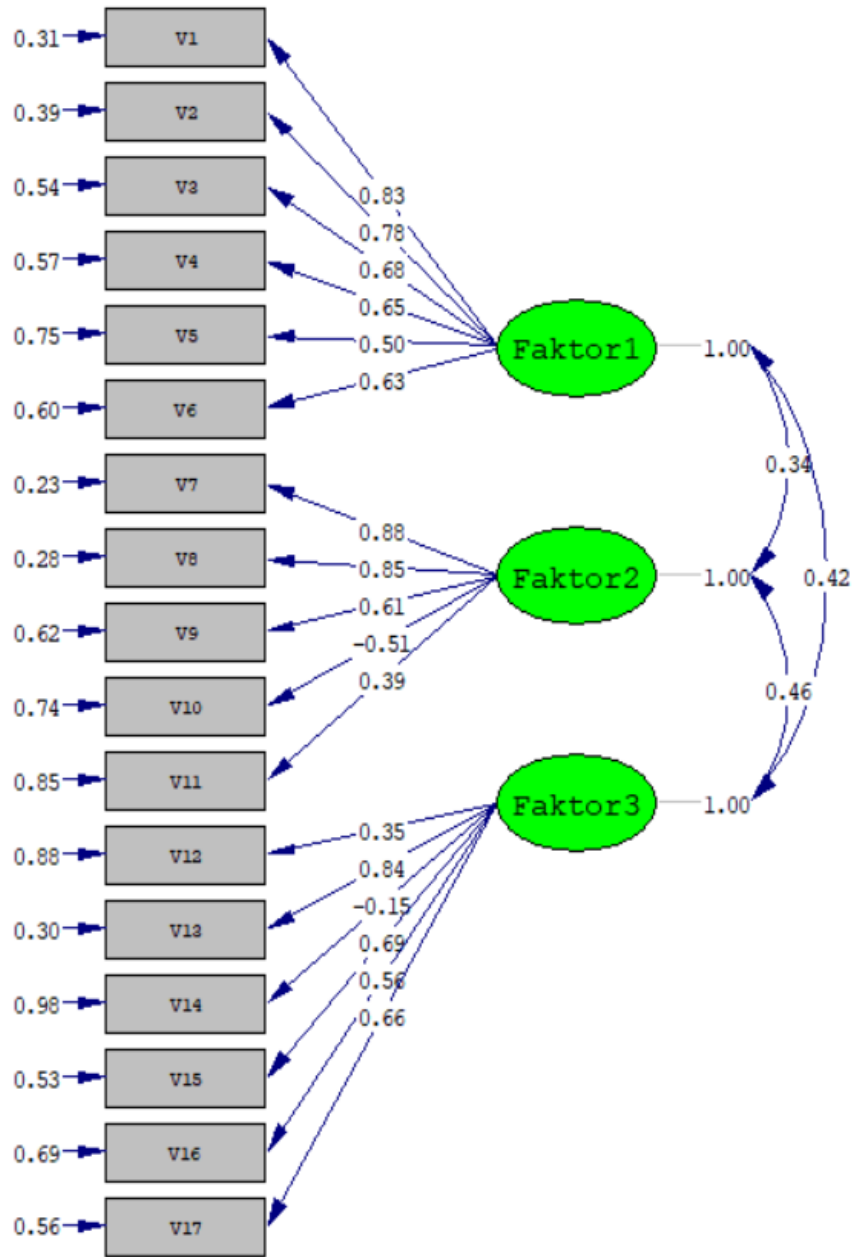 0.31 V1
0.39 V2
0.54 V3
0.83
0.78
0.57 V4
0.68
0.65
0.75 V5
0.50
Faktor1 1.00
0.63
0.60 V6
0.34
0.23 V7
0.88
0.28 V8
0.85
Faktor2 1.00
0.42
0.61
0.62 V9
-0.51
0.39
0.46
0.74 V10
0.85 V11
Faktor3 1.00
0.35
0.88 V12
0.84
-0.15
0.30 V13
0.69
0.56
0.98 V14
0.66
0.53 V15
0.69 V16
0.56 V17